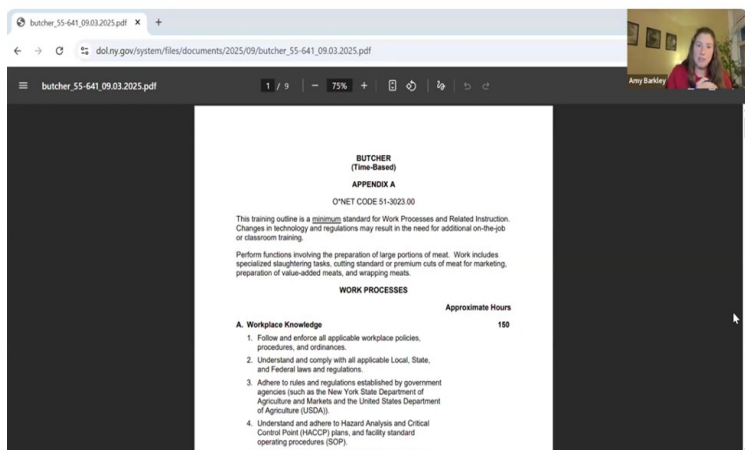 butcher_55-641_09.03.2025.pdf
dol.ny.gov/system/files/documents/2025/09/butcher_55-641_09.03.2025.pdf
Amy Barkley
butcher_55-641_09.03.2025.pdf
1 / 9
75%
BUTCHER
(Time-Based)
APPENDIX A
O*NET CODE 51-3023.00
This training outline is a minimum standard for Work Processes and Related Instruction.
Changes in technology and regulations may result in the need for additional on-the-job
or classroom training.
Perform functions involving the preparation of large portions of meat. Work includes
specialized slaughtering tasks, cutting standard or premium cuts of meat for marketing,
preparation of value-added meats, and wrapping meats.
WORK PROCESSES
Approximate Hours
A. Workplace Knowledge 150
1. Follow and enforce all applicable workplace policies,
procedures, and ordinances.
2. Understand and comply with all applicable Local, State,
and Federal laws and regulations.
3. Adhere to rules and regulations established by government
agencies (such as the New York State Department of
Agriculture and Markets and the United States Department
of Agriculture (USDA)).
4. Understand and adhere to Hazard Analysis and Critical
Control Point (HACCP) plans, and facility standard
operating procedures (SOP).